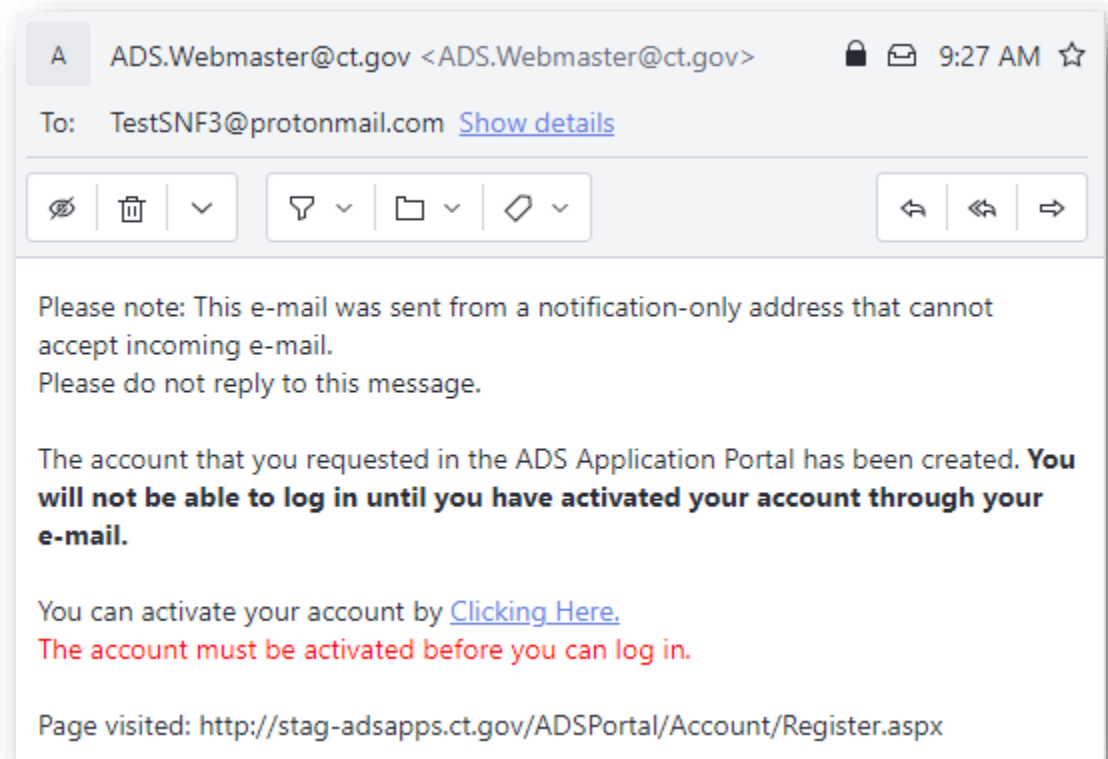 A ADS.Webmaster@ct.gov <ADS.Webmaster@ct.gov> 9:27 AM
To: TestSNF3@protonmail.com Show details
Please note: This e-mail was sent from a notification-only address that cannot
accept incoming e-mail.
Please do not reply to this message.
The account that you requested in the ADS Application Portal has been created. You
will not be able to log in until you have activated your account through your
e-mail.
You can activate your account by Clicking Here.
The account must be activated before you can log in.
Page visited: http://stag-adsapps.ct.gov/ADSPortal/Account/Register.aspx